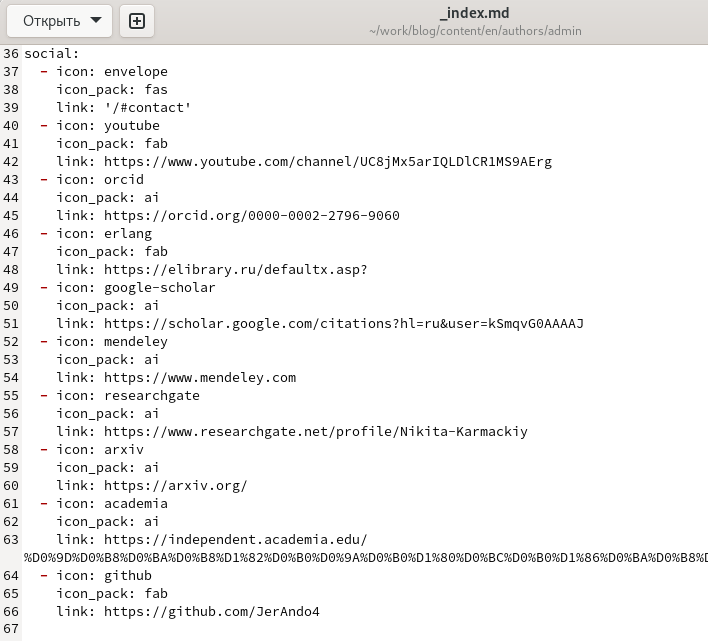 Открыть
_index.md
~/work/blog/content/en/authors/admin
36 social:
37   - icon: envelope
38     icon_pack: fas
39     link: '/#contact'
40   - icon: youtube
41     icon_pack: fab
42     link: https://www.youtube.com/channel/UC8jMx5arIQLDlCR1MS9AErg
43   - icon: orcid
44     icon_pack: ai
45     link: https://orcid.org/0000-0002-2796-9060
46   - icon: erlang
47     icon_pack: fab
48     link: https://elibrary.ru/defaultx.asp?
49   - icon: google-scholar
50     icon_pack: ai
51     link: https://scholar.google.com/citations?hl=ru&user=kSmqvG0AAAAJ
52   - icon: mendeley
53     icon_pack: ai
54     link: https://www.mendeley.com
55   - icon: researchgate
56     icon_pack: ai
57     link: https://www.researchgate.net/profile/Nikita-Karmackiy
58   - icon: arxiv
59     icon_pack: ai
60     link: https://arxiv.org/
61   - icon: academia
62     icon_pack: ai
63     link: https://independent.academia.edu/
%D0%9D%D0%B8%D0%BA%D0%B8%D1%82%D0%B0%D0%9A%D0%B0%D1%80%D0%BC%D0%B0%D1%86%D0%BA%D0%B8%D
64   - icon: github
65     icon_pack: fab
66     link: https://github.com/JerAndo4
67